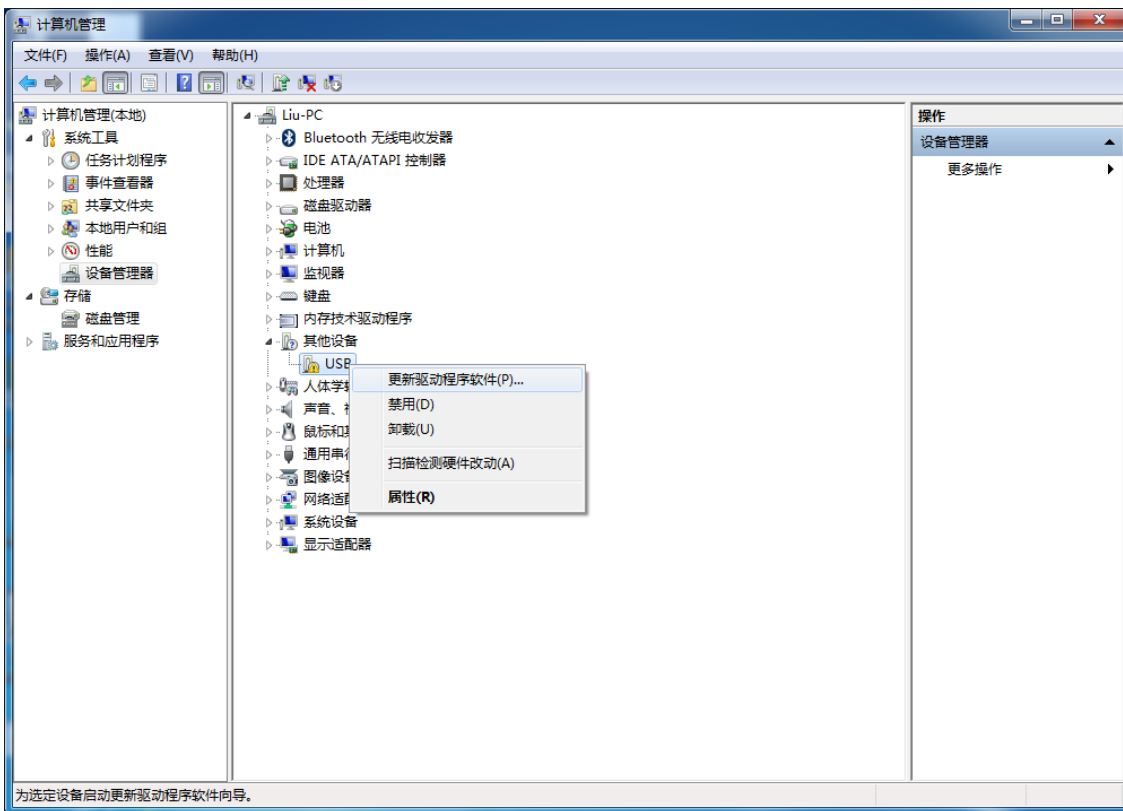 计算机管理
文件(F) 操作(A) 查看(V) 帮助(H)
计算机管理(本地)
系统工具
任务计划程序
事件查看器
共享文件夹
本地用户和组
性能
设备管理器
存储
磁盘管理
服务和应用程序
Liu-PC
Bluetooth 无线电收发器
IDE ATA/ATAPI 控制器
处理器
磁盘驱动器
电池
计算机
监视器
键盘
内存技术驱动程序
其他设备
USB
人体学
声音、
鼠标和
通用串
图像设
网络适
系统设备
显示适配器
更新驱动程序软件(P)...
禁用(D)
卸载(U)
扫描检测硬件改动(A)
属性(R)
操作
设备管理器
更多操作
为选定设备启动更新驱动程序软件向导。